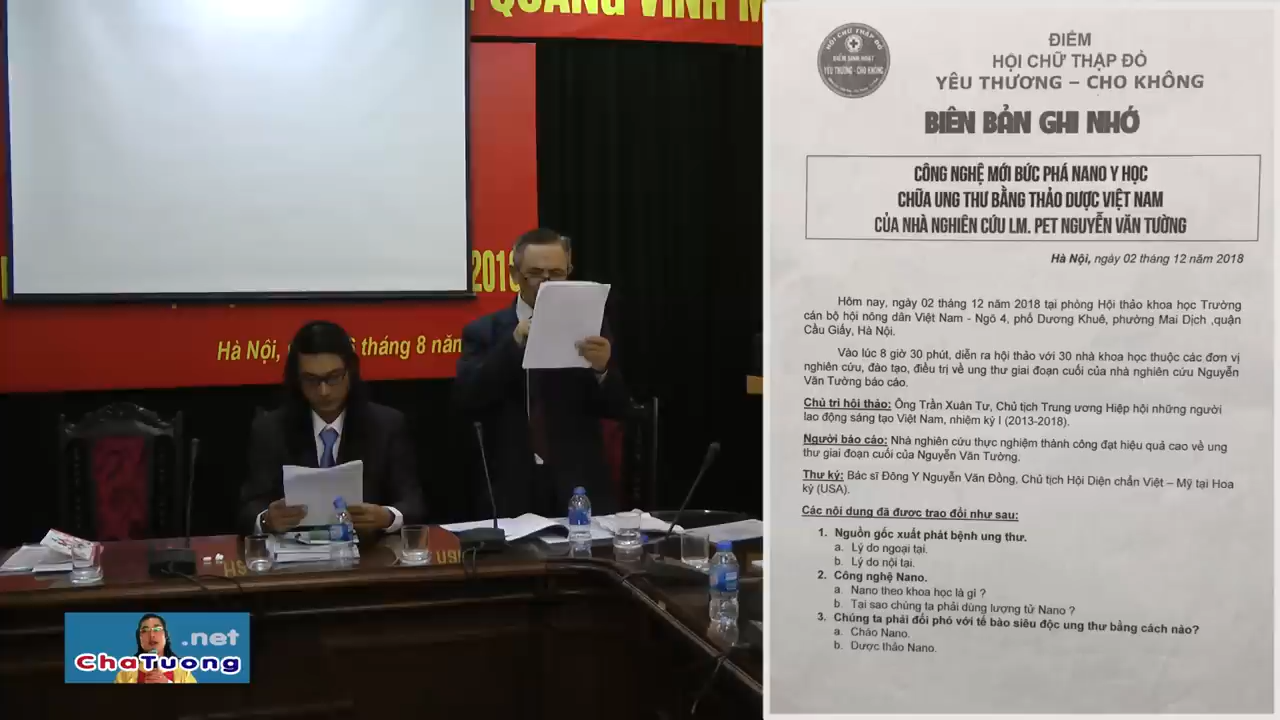 QUANG VINH M
2018
Hà Nội, 6 tháng 8 năm
.net
ChaTuong
HỘI CHỮ THẬP ĐỎ
ĐIỂM SINH HOẠT
YÊU THƯƠNG - CHO KHÔNG
ĐIỂM
HỘI CHỮ THẬP ĐỎ
YÊU THƯƠNG – CHO KHÔNG
BIÊN BẢN GHI NHỚ
CÔNG NGHỆ MỚI BỨC PHÁ NANO Y HỌC
CHỮA UNG THƯ BẰNG THẢO DƯỢC VIỆT NAM
CỦA NHÀ NGHIÊN CỨU LM. PET NGUYỄN VĂN TƯỜNG
Hà Nội, ngày 02 tháng 12 năm 2018
Hôm nay, ngày 02 tháng 12 năm 2018 tại phòng Hội thảo khoa học Trường
cán bộ hội nông dân Việt Nam - Ngõ 4, phố Dương Khuê, phường Mai Dịch ,quận
Cầu Giấy, Hà Nội.
Vào lúc 8 giờ 30 phút, diễn ra hội thảo với 30 nhà khoa học thuộc các đơn vị
nghiên cứu, đào tạo, điều trị về ung thư giai đoạn cuối của nhà nghiên cứu Nguyễn
Văn Tường báo cáo.
Chủ trì hội thảo: Ông Trần Xuân Tư, Chủ tịch Trung ương Hiệp hội những người
lao động sáng tạo Việt Nam, nhiệm kỳ I (2013-2018).
Người báo cáo: Nhà nghiên cứu thực nghiệm thành công đạt hiệu quả cao về ung
thư giai đoạn cuối của Nguyễn Văn Tường.
Thư ký: Bác sĩ Đông Y Nguyễn Văn Đồng, Chủ tịch Hội Diện chẩn Việt – Mỹ tại Hoa
kỳ (USA).
Các nội dung đã được trao đổi như sau:
1. Nguồn gốc xuất phát bệnh ung thư.
a. Lý do ngoại tại.
b. Lý do nội tại.
2. Công nghệ Nano.
a. Nano theo khoa học là gì ?
b. Tại sao chúng ta phải dùng lượng tử Nano ?
3. Chúng ta phải đối phó với tế bào siêu độc ung thư bằng cách nào?
a. Cháo Nano.
b. Dược thảo Nano.